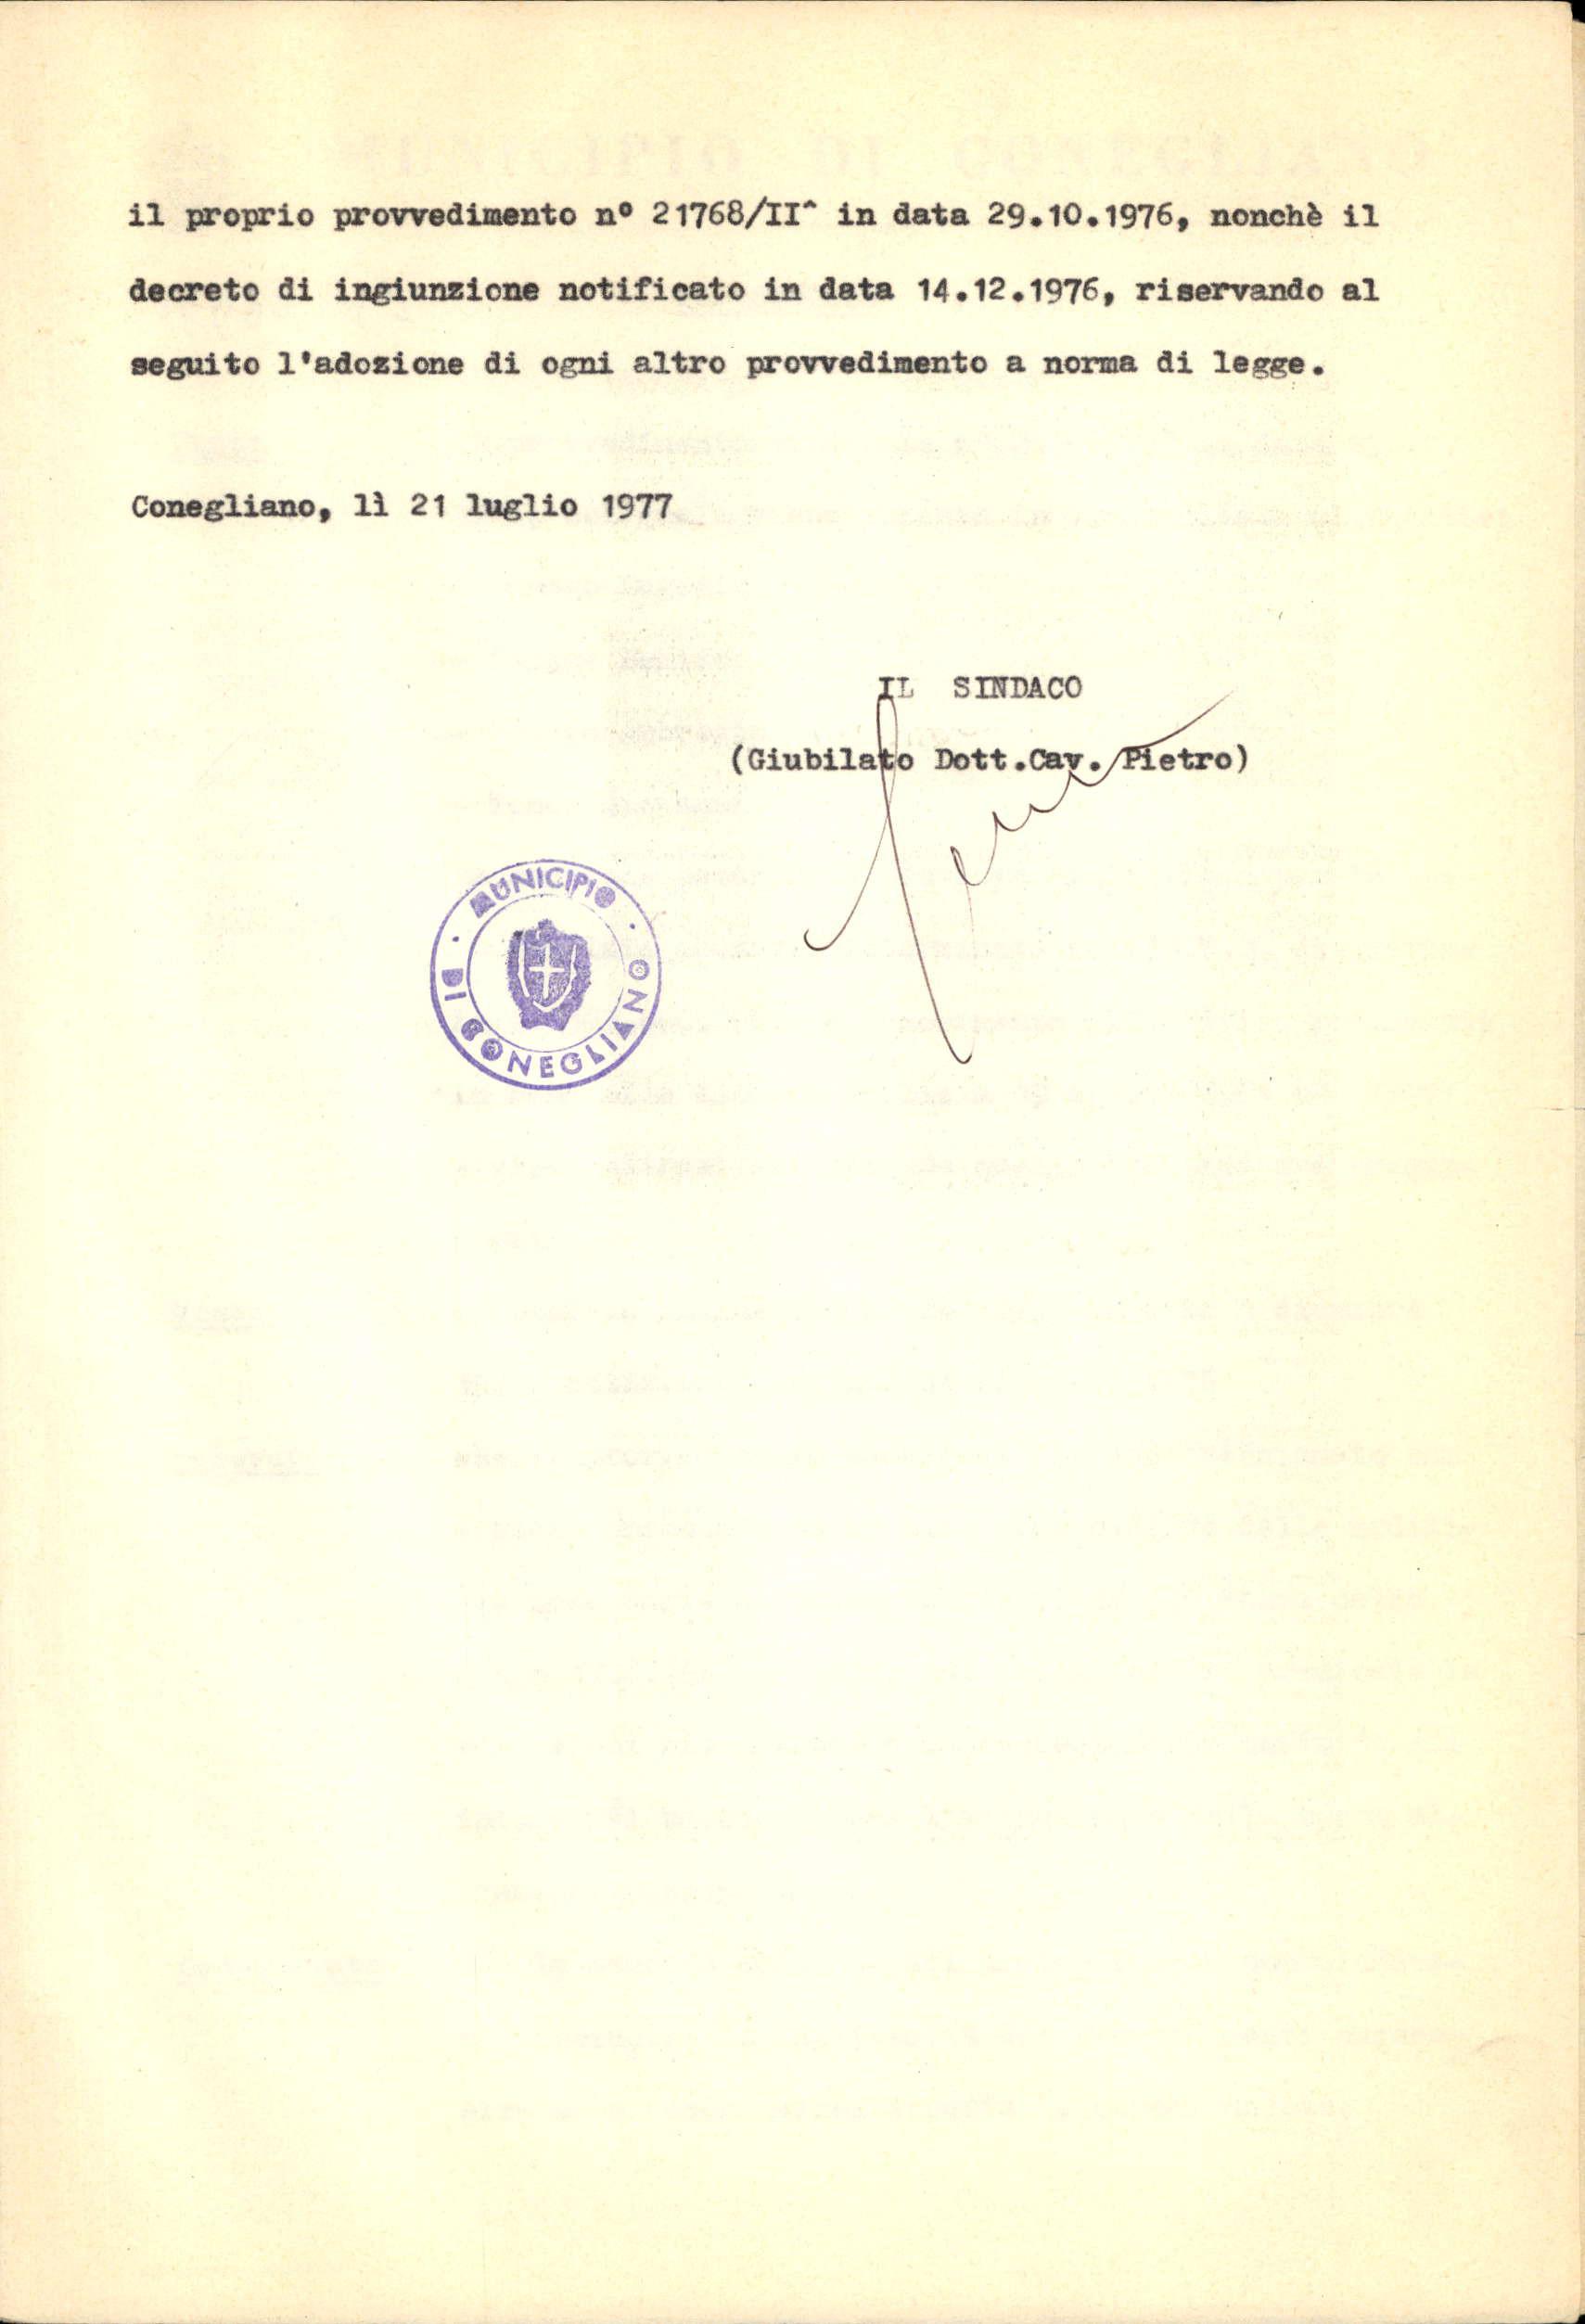 il proprio provvedimento n° 21768/II^ in data 29.10.1976, nonchè il
decreto di ingiunzione notificato in data 14.12.1976, riservando al
seguito l'adozione di ogni altro provvedimento a norma di legge.
Conegliano, lì 21 luglio 1977
IL SINDACO
(Giubilato Dott.Cav. Pietro)
MUNICIPIO
DI CONEGLIANO